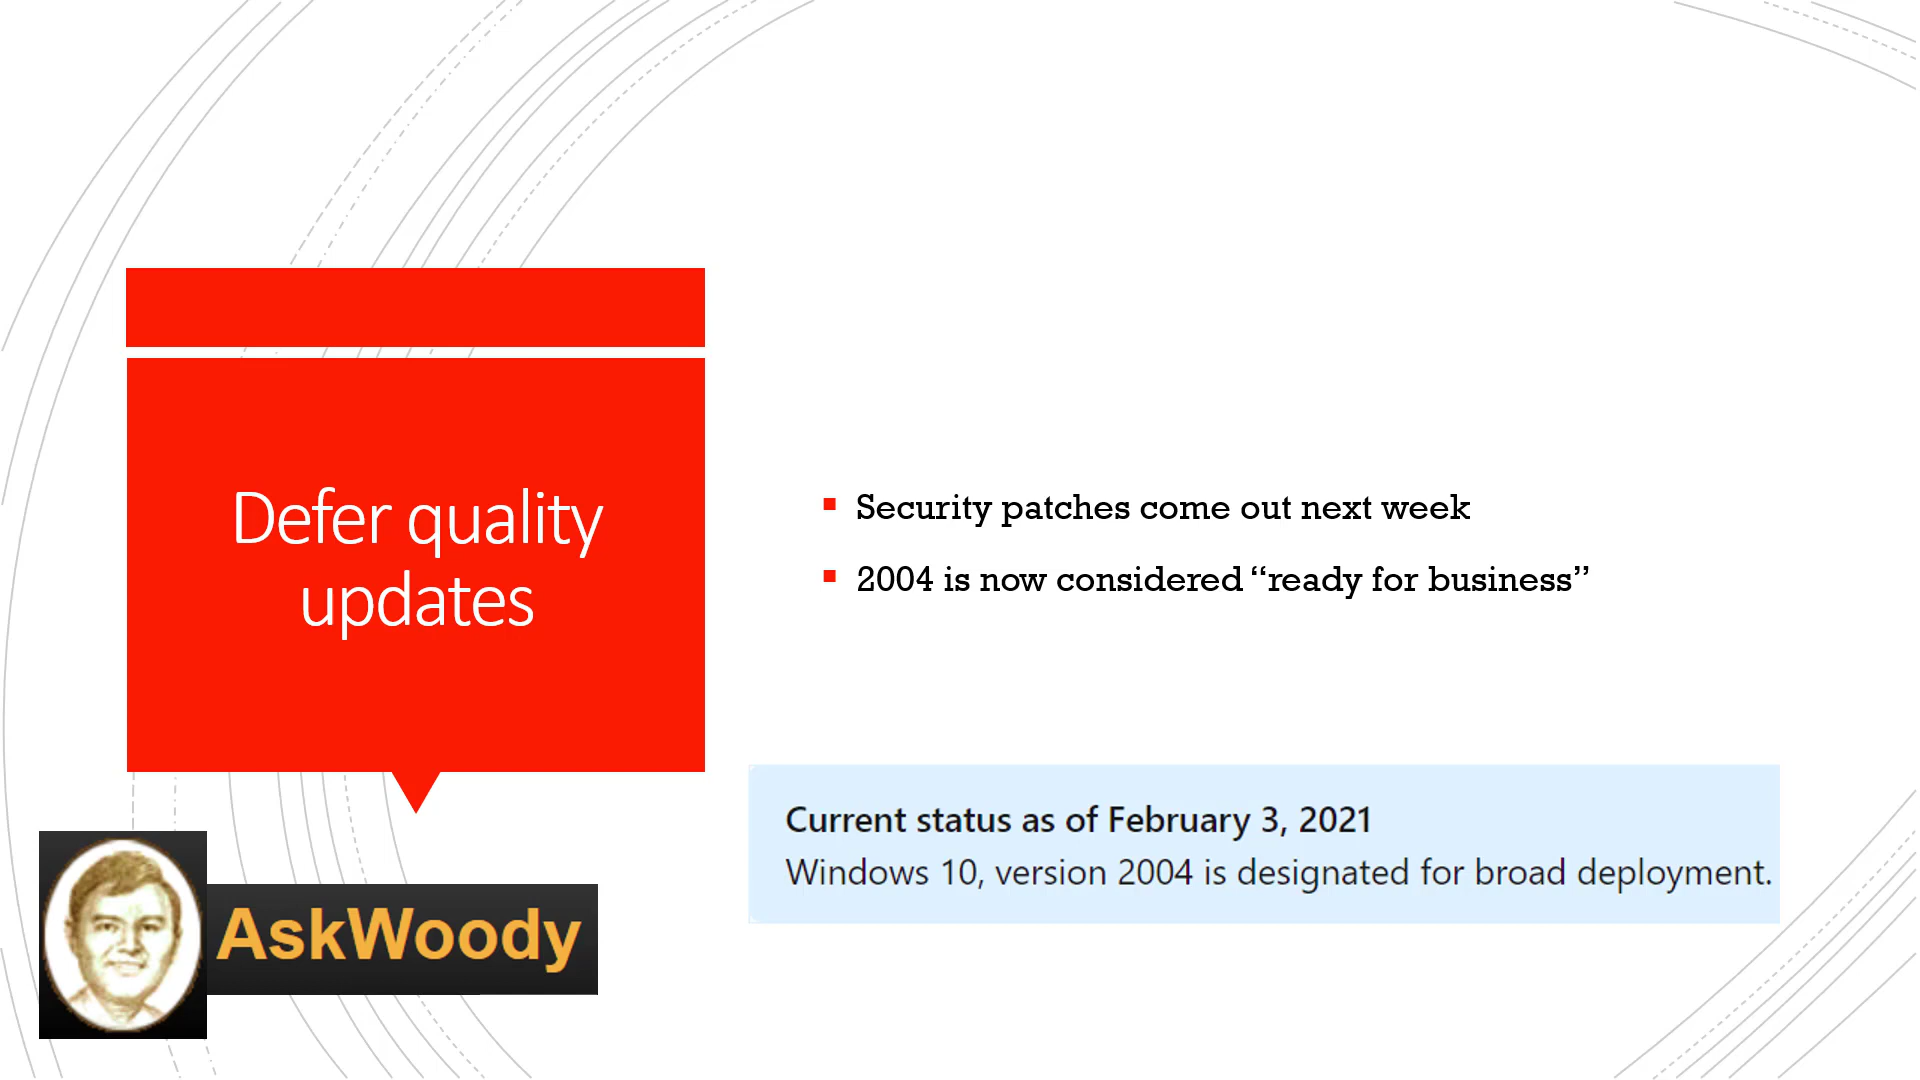 Defer quality
updates
Security patches come out next week
2004 is now considered “ready for business”
Current status as of February 3, 2021
Windows 10, version 2004 is designated for broad deployment.
AskWoody